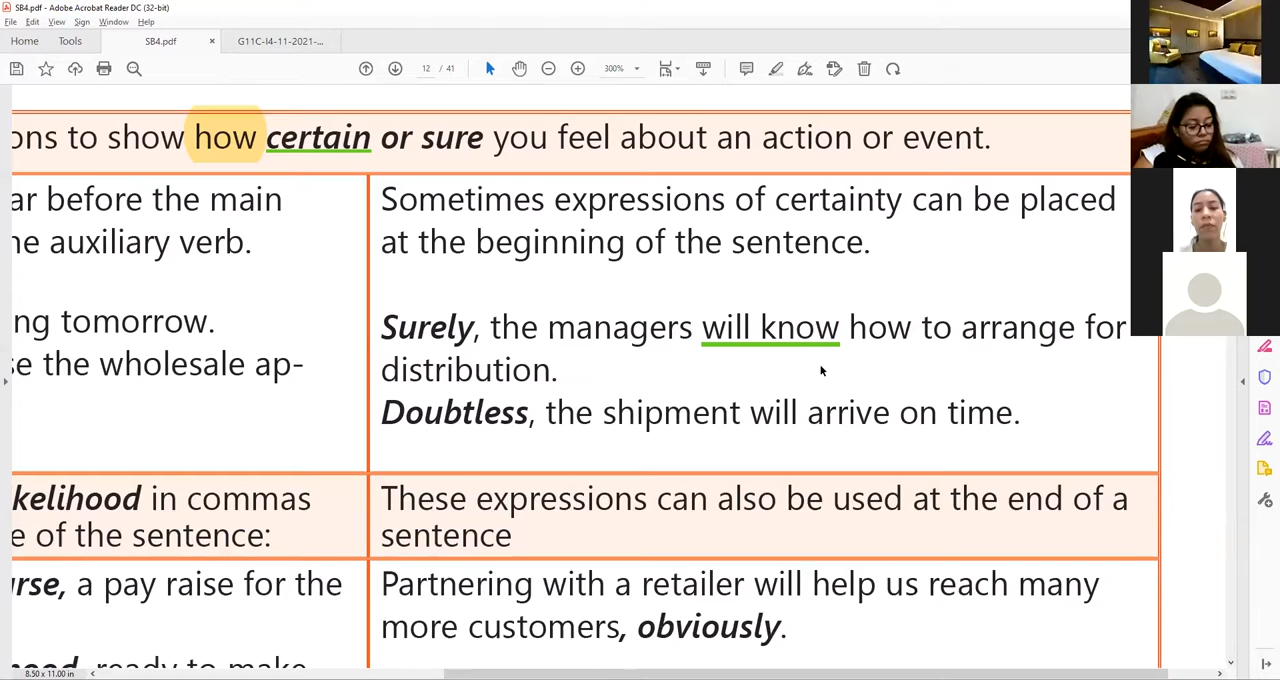 SB4.pdf - Adobe Acrobat Reader DC (32-bit)
File Edit View Sign Window Help
Home Tools SB4.pdf × G11C-I4-11-2021-...
12 / 41 300%
ons to show how certain or sure you feel about an action or event.
ar before the main
ne auxiliary verb.
ng tomorrow.
se the wholesale ap-
Sometimes expressions of certainty can be placed
at the beginning of the sentence.
Surely, the managers will know how to arrange for
distribution.
Doubtless, the shipment will arrive on time.
kelihood in commas
e of the sentence:
These expressions can also be used at the end of a
sentence
urse, a pay raise for the
hood, ready to make
Partnering with a retailer will help us reach many
more customers, obviously.
8.50 x 11.00 in